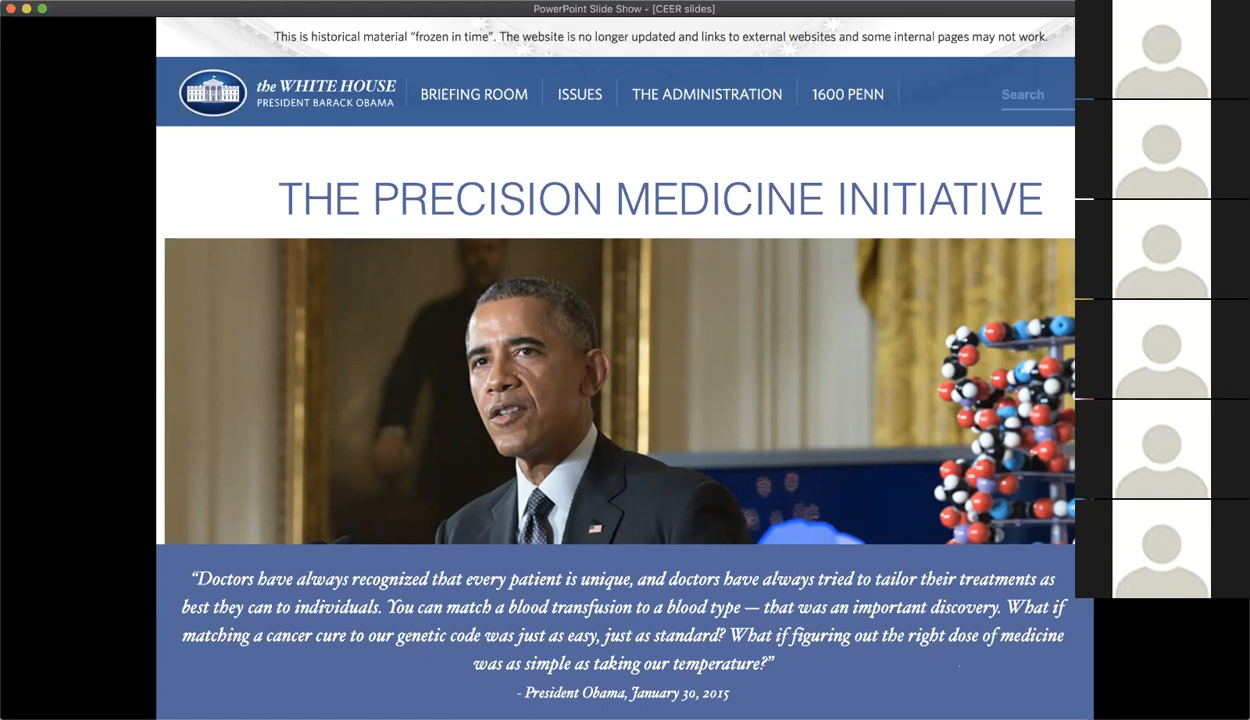 PowerPoint Slide Show - [CEER slides]
This is historical material “frozen in time”. The website is no longer updated and links to external websites and some internal pages may not work.
the WHITE HOUSE
PRESIDENT BARACK OBAMA
BRIEFING ROOM
ISSUES
THE ADMINISTRATION
1600 PENN
Search
THE PRECISION MEDICINE INITIATIVE
“Doctors have always recognized that every patient is unique, and doctors have always tried to tailor their treatments as
best they can to individuals. You can match a blood transfusion to a blood type — that was an important discovery. What if
matching a cancer cure to our genetic code was just as easy, just as standard? What if figuring out the right dose of medicine
was as simple as taking our temperature?”
- President Obama, January 30, 2015